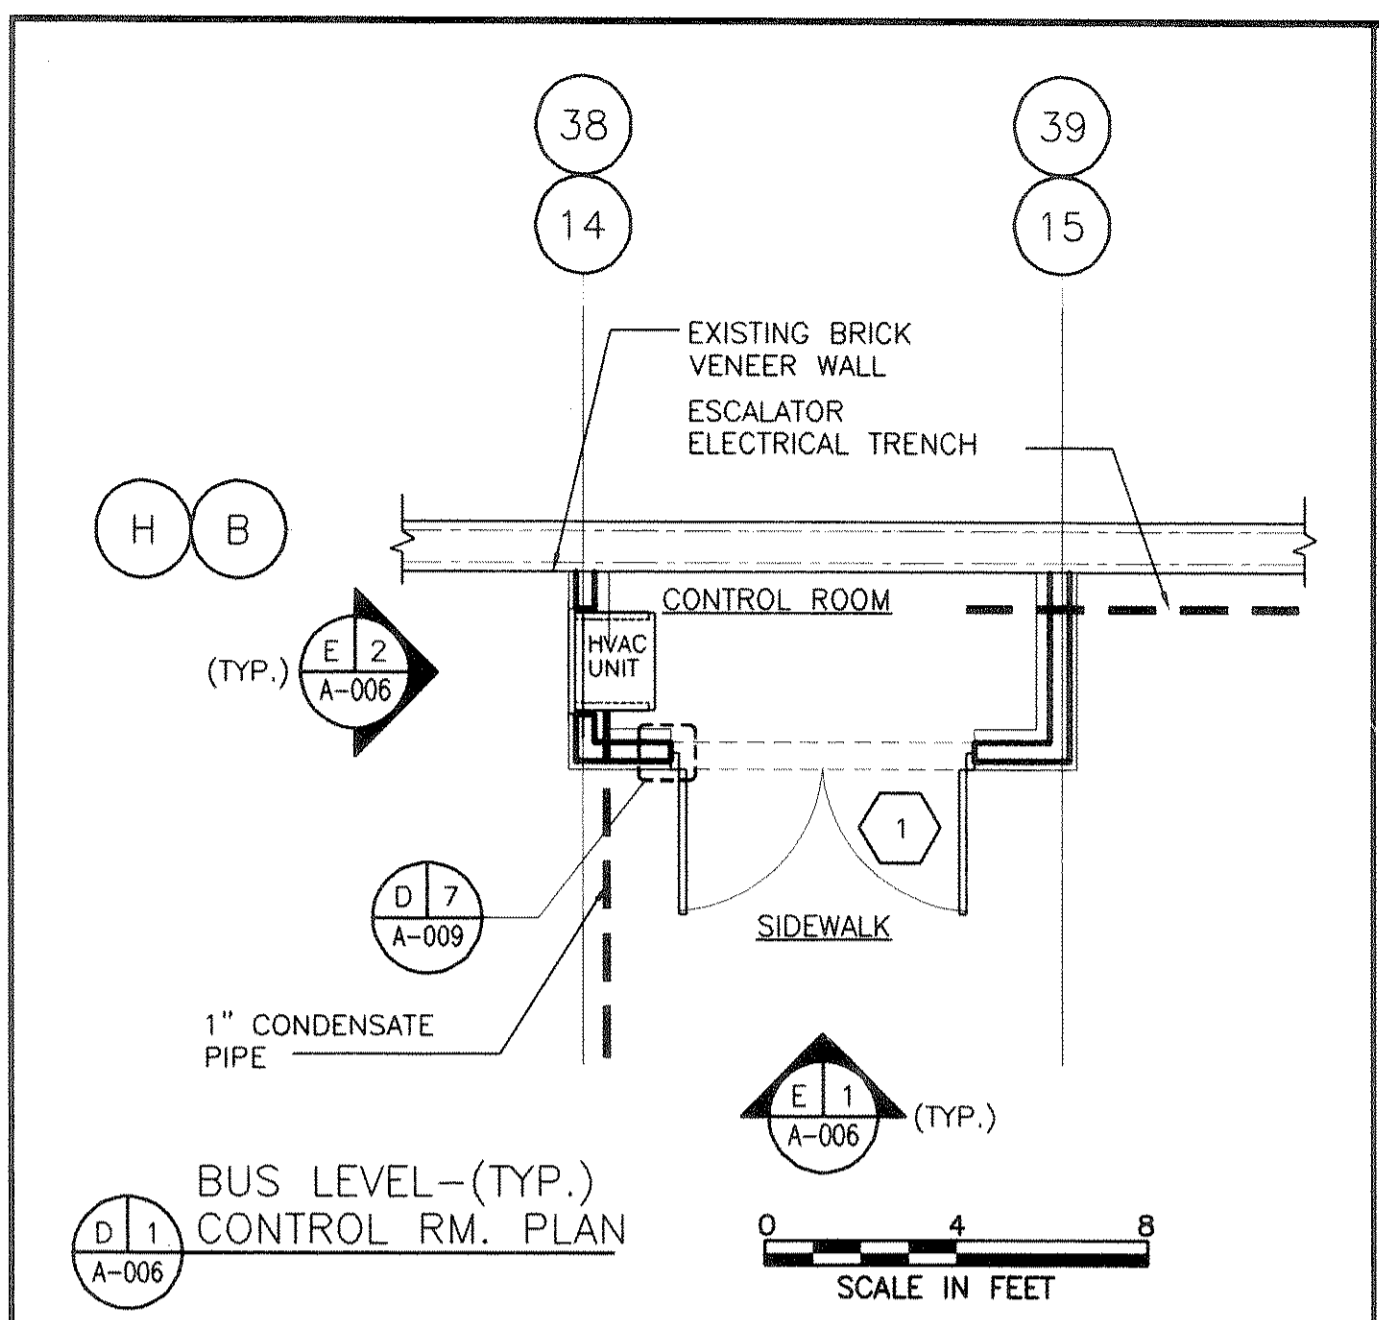 38
39
14
15
EXISTING BRICK
VENEER WALL
ESCALATOR
ELECTRICAL TRENCH
H B
CONTROL ROOM
HVAC
UNIT
(TYP.)
E 2
A-006
1
D 7
A-009
SIDEWALK
1" CONDENSATE
PIPE
E 1
A-006
(TYP.)
BUS LEVEL-(TYP.)
CONTROL RM. PLAN
D 1
A-006
0 4 8
SCALE IN FEET